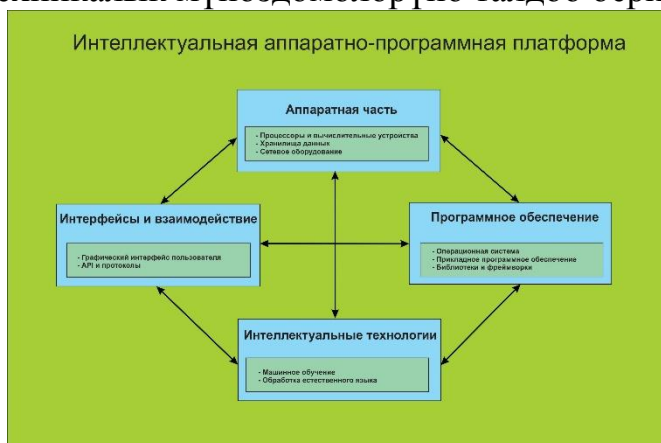 Интеллектуальная аппаратно-программная платформа
Аппаратная часть
- Процессоры и вычислительные устройства
- Хранилища данных
- Сетевое оборудование
Интерфейсы и взаимодействие
- Графический интерфейс пользователя
- API и протоколы
Программное обеспечение
- Операционная система
- Прикладное программное обеспечение
- Библиотеки и фреймворки
Интеллектуальные технологии
- Машинное обучение
- Обработка естественного языка